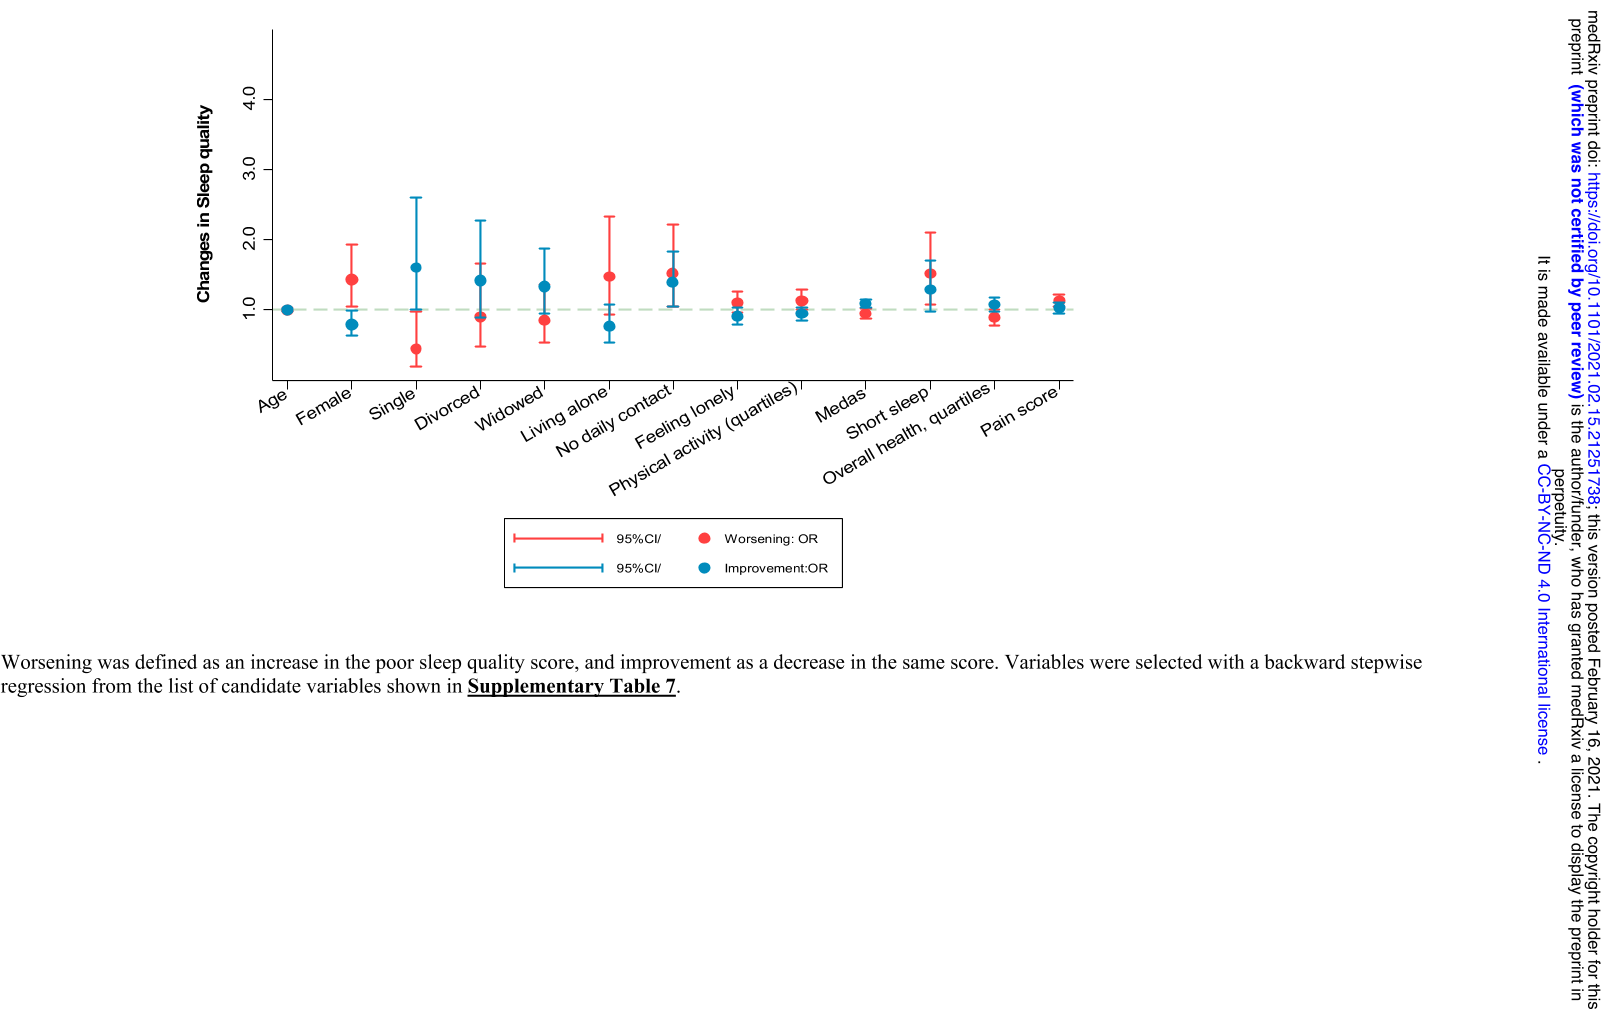 Changes in Sleep quality
4.0
3.0
2.0
1.0
Age
Female
Single
Divorced
Widowed
Living alone
No daily contact
Feeling lonely
Physical activity (quartiles)
Medas
Short sleep
Overall health, quartiles
Pain score
95%CI/ Worsening: OR
95%CI/ Improvement:OR
Worsening was defined as an increase in the poor sleep quality score, and improvement as a decrease in the same score. Variables were selected with a backward stepwise
regression from the list of candidate variables shown in Supplementary Table 7.
medRxiv preprint doi: https://doi.org/10.1101/2021.02.15.21251738; this version posted February 16, 2021. The copyright holder for this
preprint (which was not certified by peer review) is the author/funder, who has granted medRxiv a license to display the preprint in
perpetuity.
It is made available under a CC-BY-NC-ND 4.0 International license .